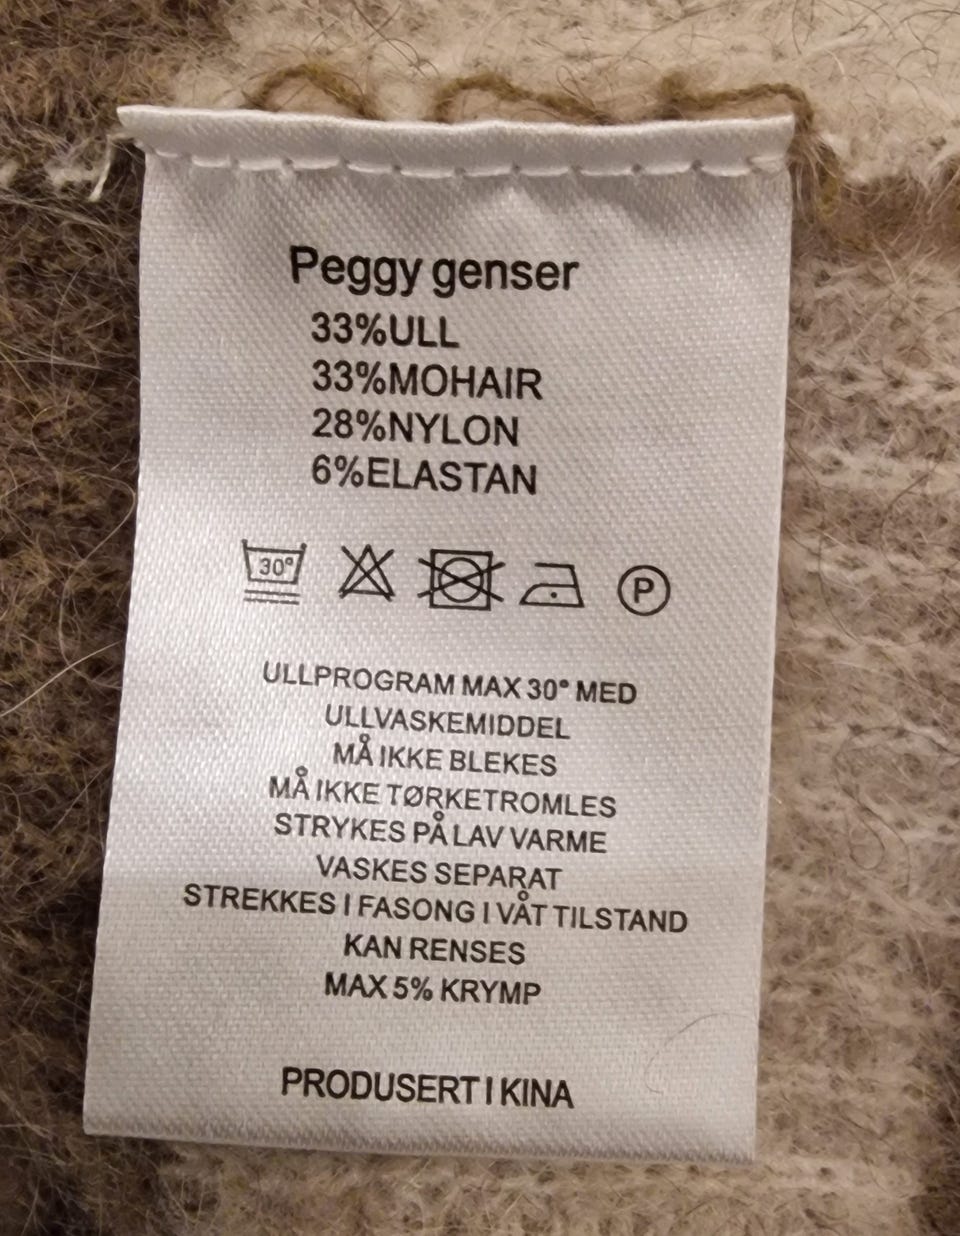 Peggy genser
33%ULL
33%MOHAIR
28%NYLON
6%ELASTAN
30° P
ULLPROGRAM MAX 30° MED
ULLVASKEMIDDEL
MÅ IKKE BLEKES
MÅ IKKE TØRKETROMLES
STRYKES PÅ LAV VARME
VASKES SEPARAT
STREKKES I FASONG I VÅT TILSTAND
KAN RENSES
MAX 5% KRYMP
PRODUSERT I KINA